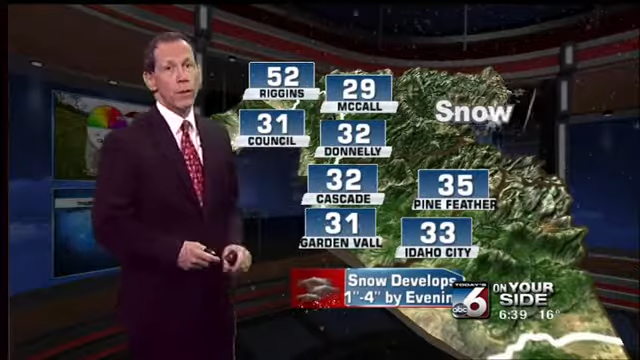 52
RIGGINS
29
MCCALL
Snow
31
COUNCIL
32
DONNELLY
32
CASCADE
35
PINE FEATHER
31
GARDEN VALL
33
IDAHO CITY
Snow Develops
1"-4" by Evenin
TODAY'S
abc 6
ON YOUR
SIDE
6:39 16°